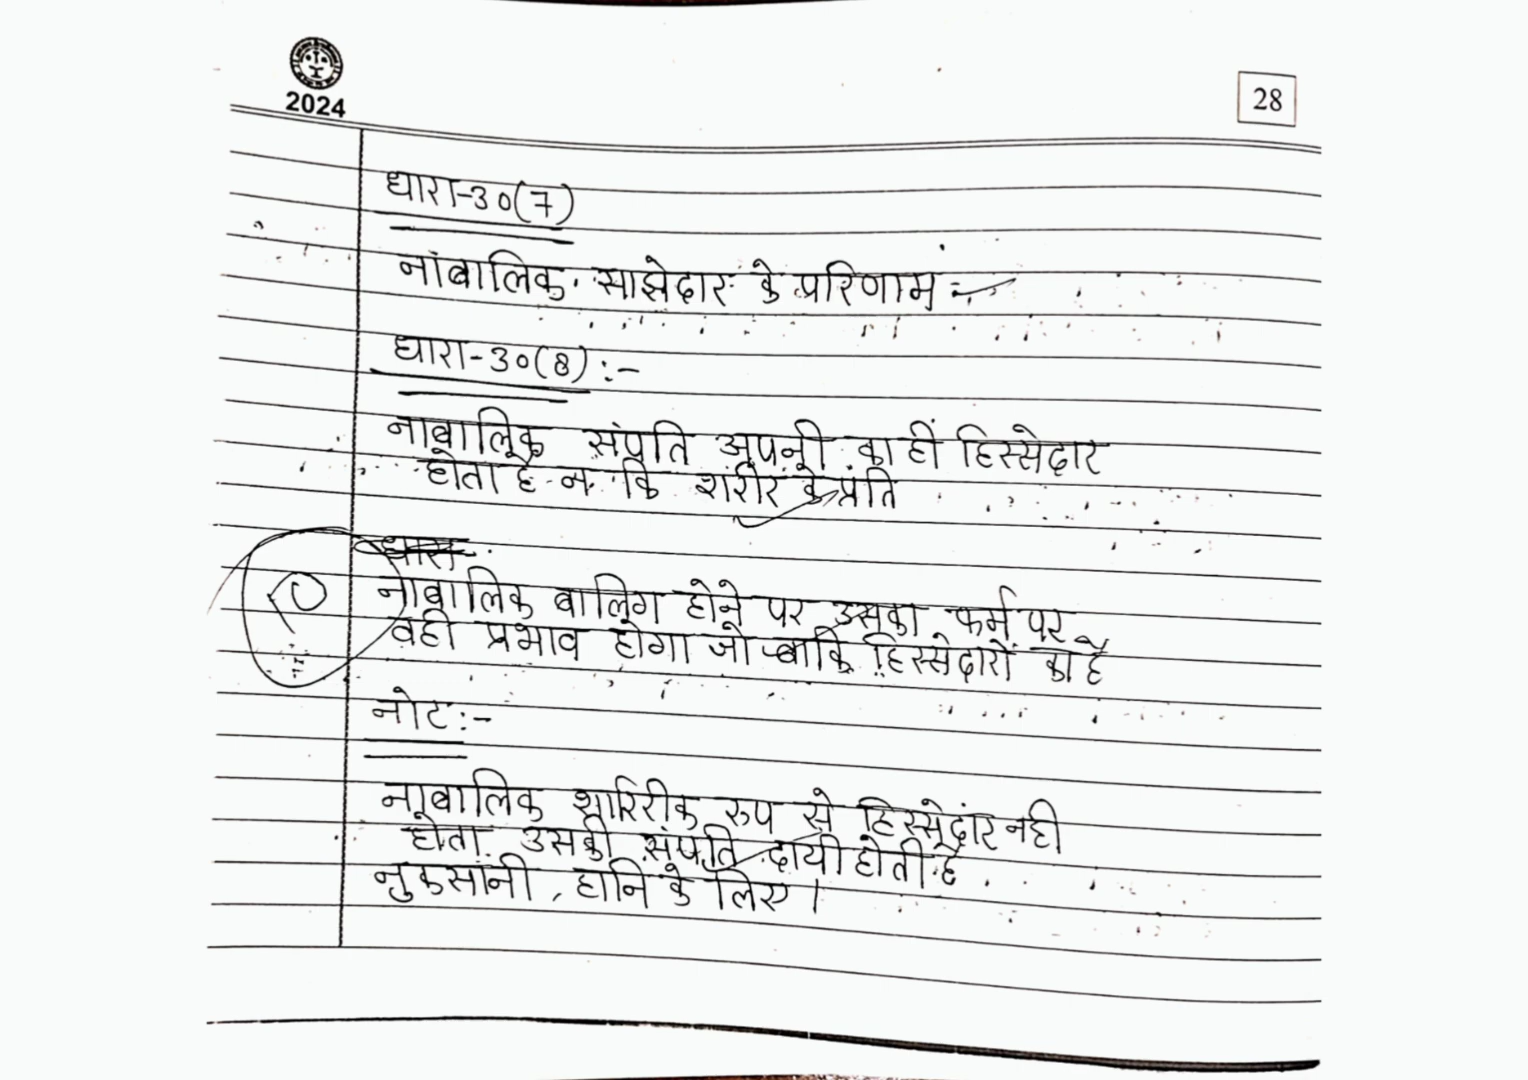 2024
28
धारा-30(7)
नांबालिक साझेदार के परिणाम :-
धारा-30(8) :-
नाबालिक संपति अपनी का हीं हिस्सेदार
होता है न कि शरीर के प्रति
नाबालिक बालिग होने पर उसका फर्म पर
वही प्रभाव होगा जो बाकि हिस्सेदारों का है
नोट :-
नाबालिक शारिरीक रुप से हिस्सेदार नही
होता उसकी संपति दायी होती है
नुकसानी, हानि के लिए।